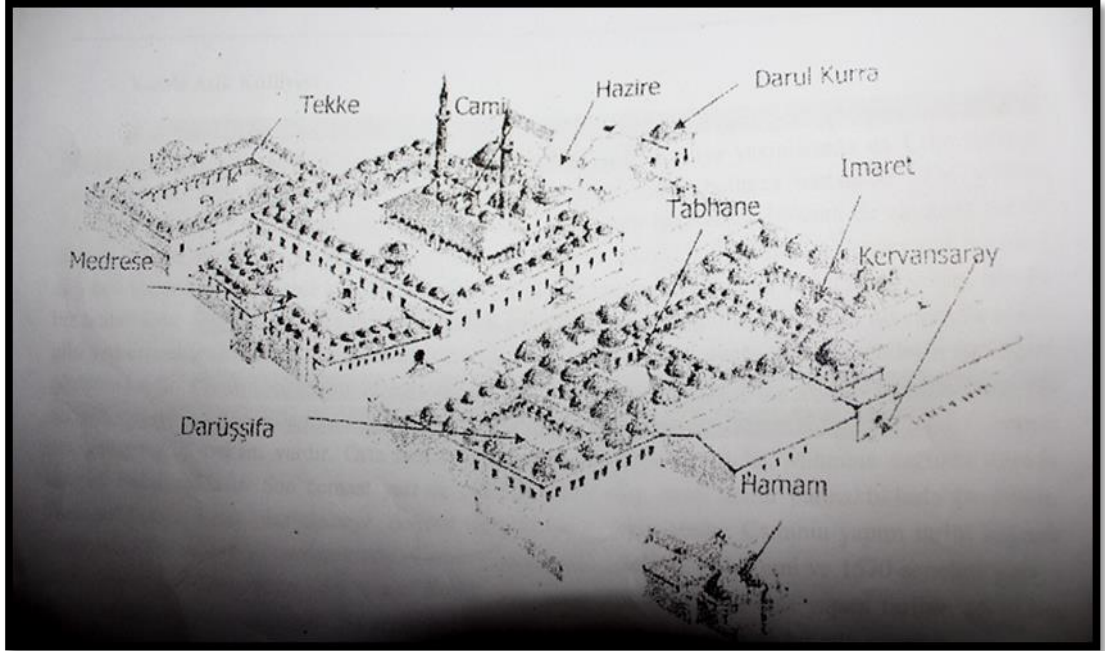 Darul Kurra
Hazire
Tekke
Cami
Imaret
Tabhane
Medrese
Kervansaray
Darüşşifa
Hamam